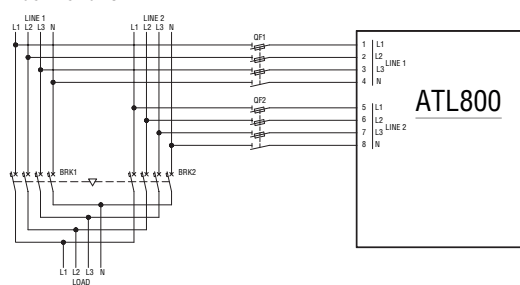 LINE 1
L1 L2 L3 N
LINE 2
L1 L2 L3 N
QF1
1 L1
2 L2
3 L3
4 N
LINE 1
QF2
5 L1
6 L2
7 L3
8 N
LINE 2
ATL800
BRK1
BRK2
L1 L2 L3 N
LOAD